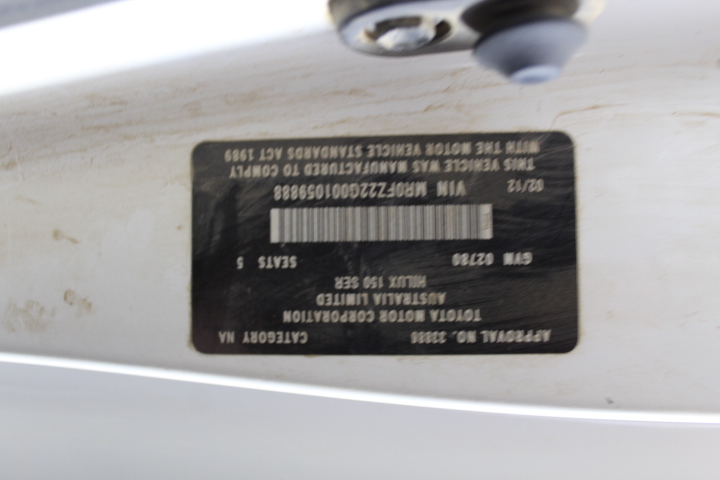 APPROVAL NO. 33886 CATEGORY NA
TOYOTA MOTOR CORPORATION
AUSTRALIA LIMITED
HILUX 150 SER
GVM 02780 SEATS 5
02/12 VIN MR0FZ22G001059888
THIS VEHICLE WAS MANUFACTURED TO COMPLY
WITH THE MOTOR VEHICLE STANDARDS ACT 1989